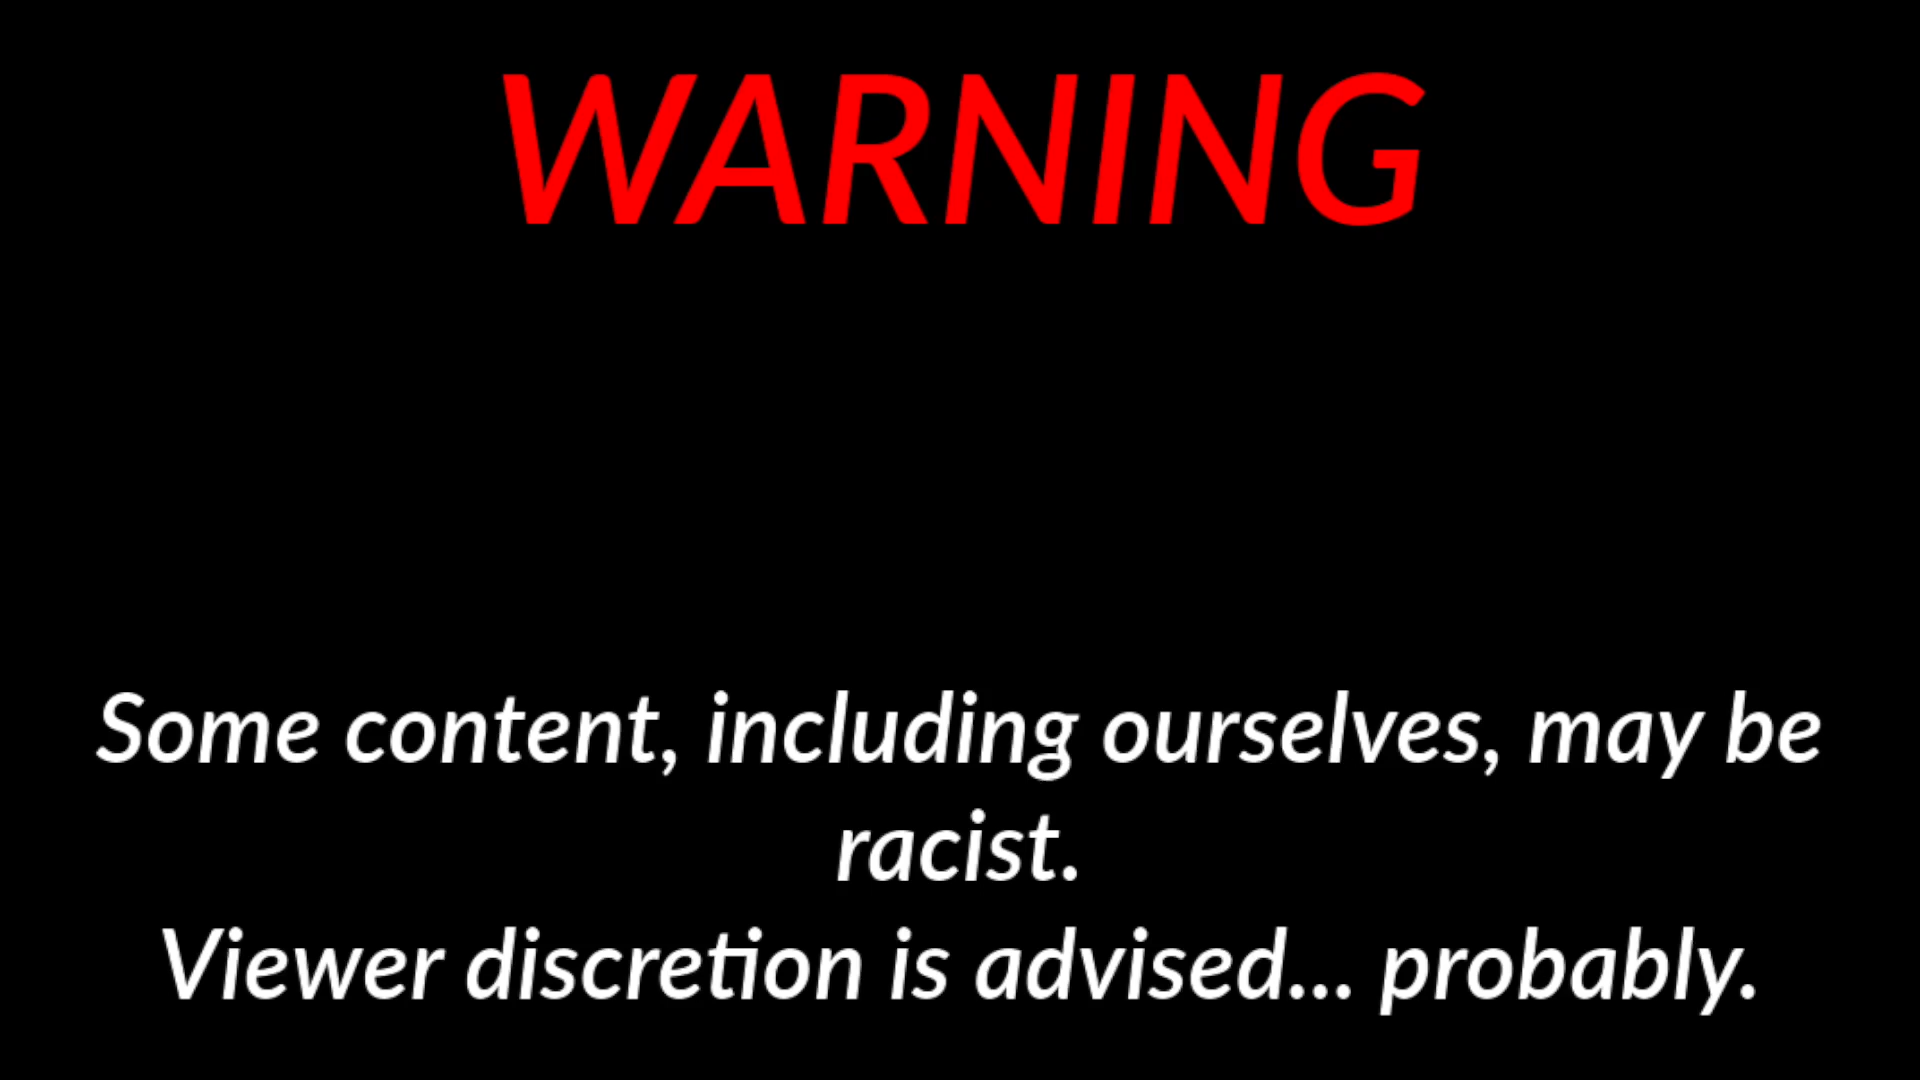 WARNING
Some content, including ourselves, may be
racist.
Viewer discretion is advised... probably.